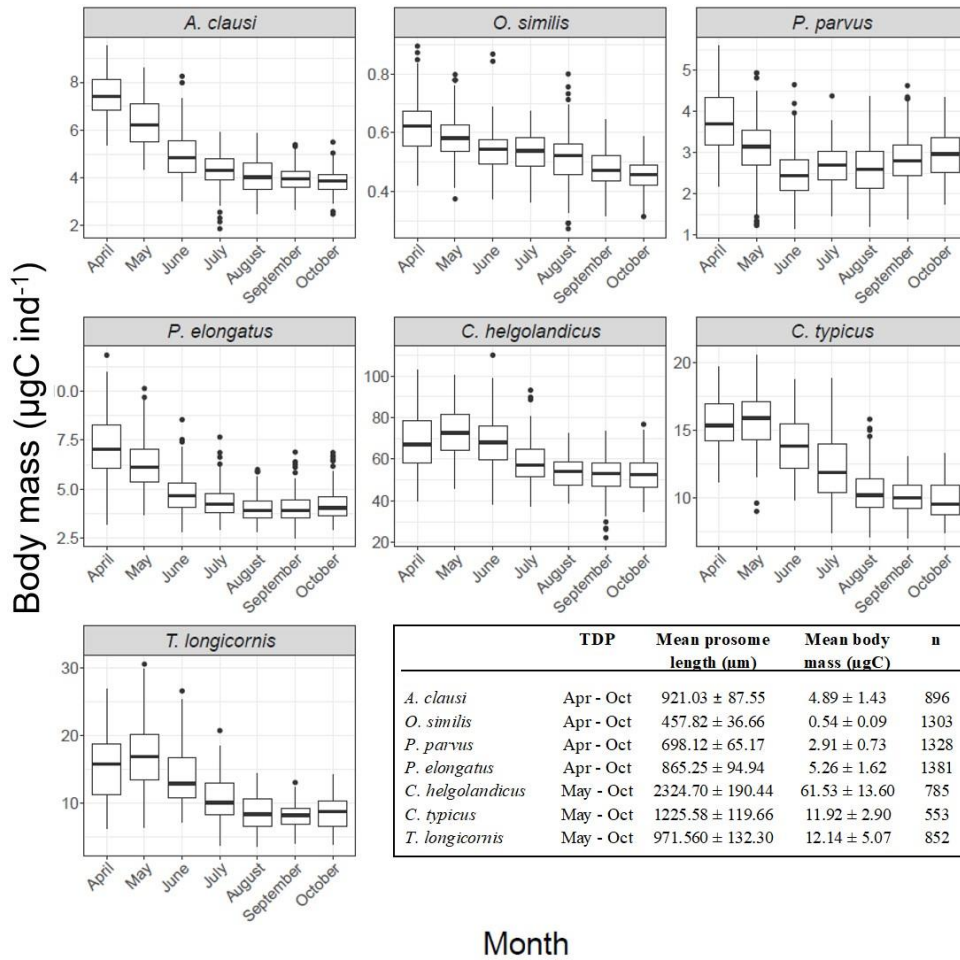 A. clausi
O. similis
P. parvus
8
6
4
2
0.8
0.6
0.4
5
4
3
2
1
April May June July August September October
April May June July August September October
April May June July August September October
Body mass (µgC ind-1)
P. elongatus
C. helgolandicus
C. typicus
0.0
7.5
5.0
2.5
100
80
60
40
20
20
15
10
April May June July August September October
April May June July August September October
April May June July August September October
T. longicornis
30
20
10
April May June July August September October
TDP Mean prosome length (µm) Mean body mass (µgC) n
A. clausi Apr - Oct 921.03 ± 87.55 4.89 ± 1.43 896
O. similis Apr - Oct 457.82 ± 36.66 0.54 ± 0.09 1303
P. parvus Apr - Oct 698.12 ± 65.17 2.91 ± 0.73 1328
P. elongatus Apr - Oct 865.25 ± 94.94 5.26 ± 1.62 1381
C. helgolandicus May - Oct 2324.70 ± 190.44 61.53 ± 13.60 785
C. typicus May - Oct 1225.58 ± 119.66 11.92 ± 2.90 553
T. longicornis May - Oct 971.560 ± 132.30 12.14 ± 5.07 852
Month